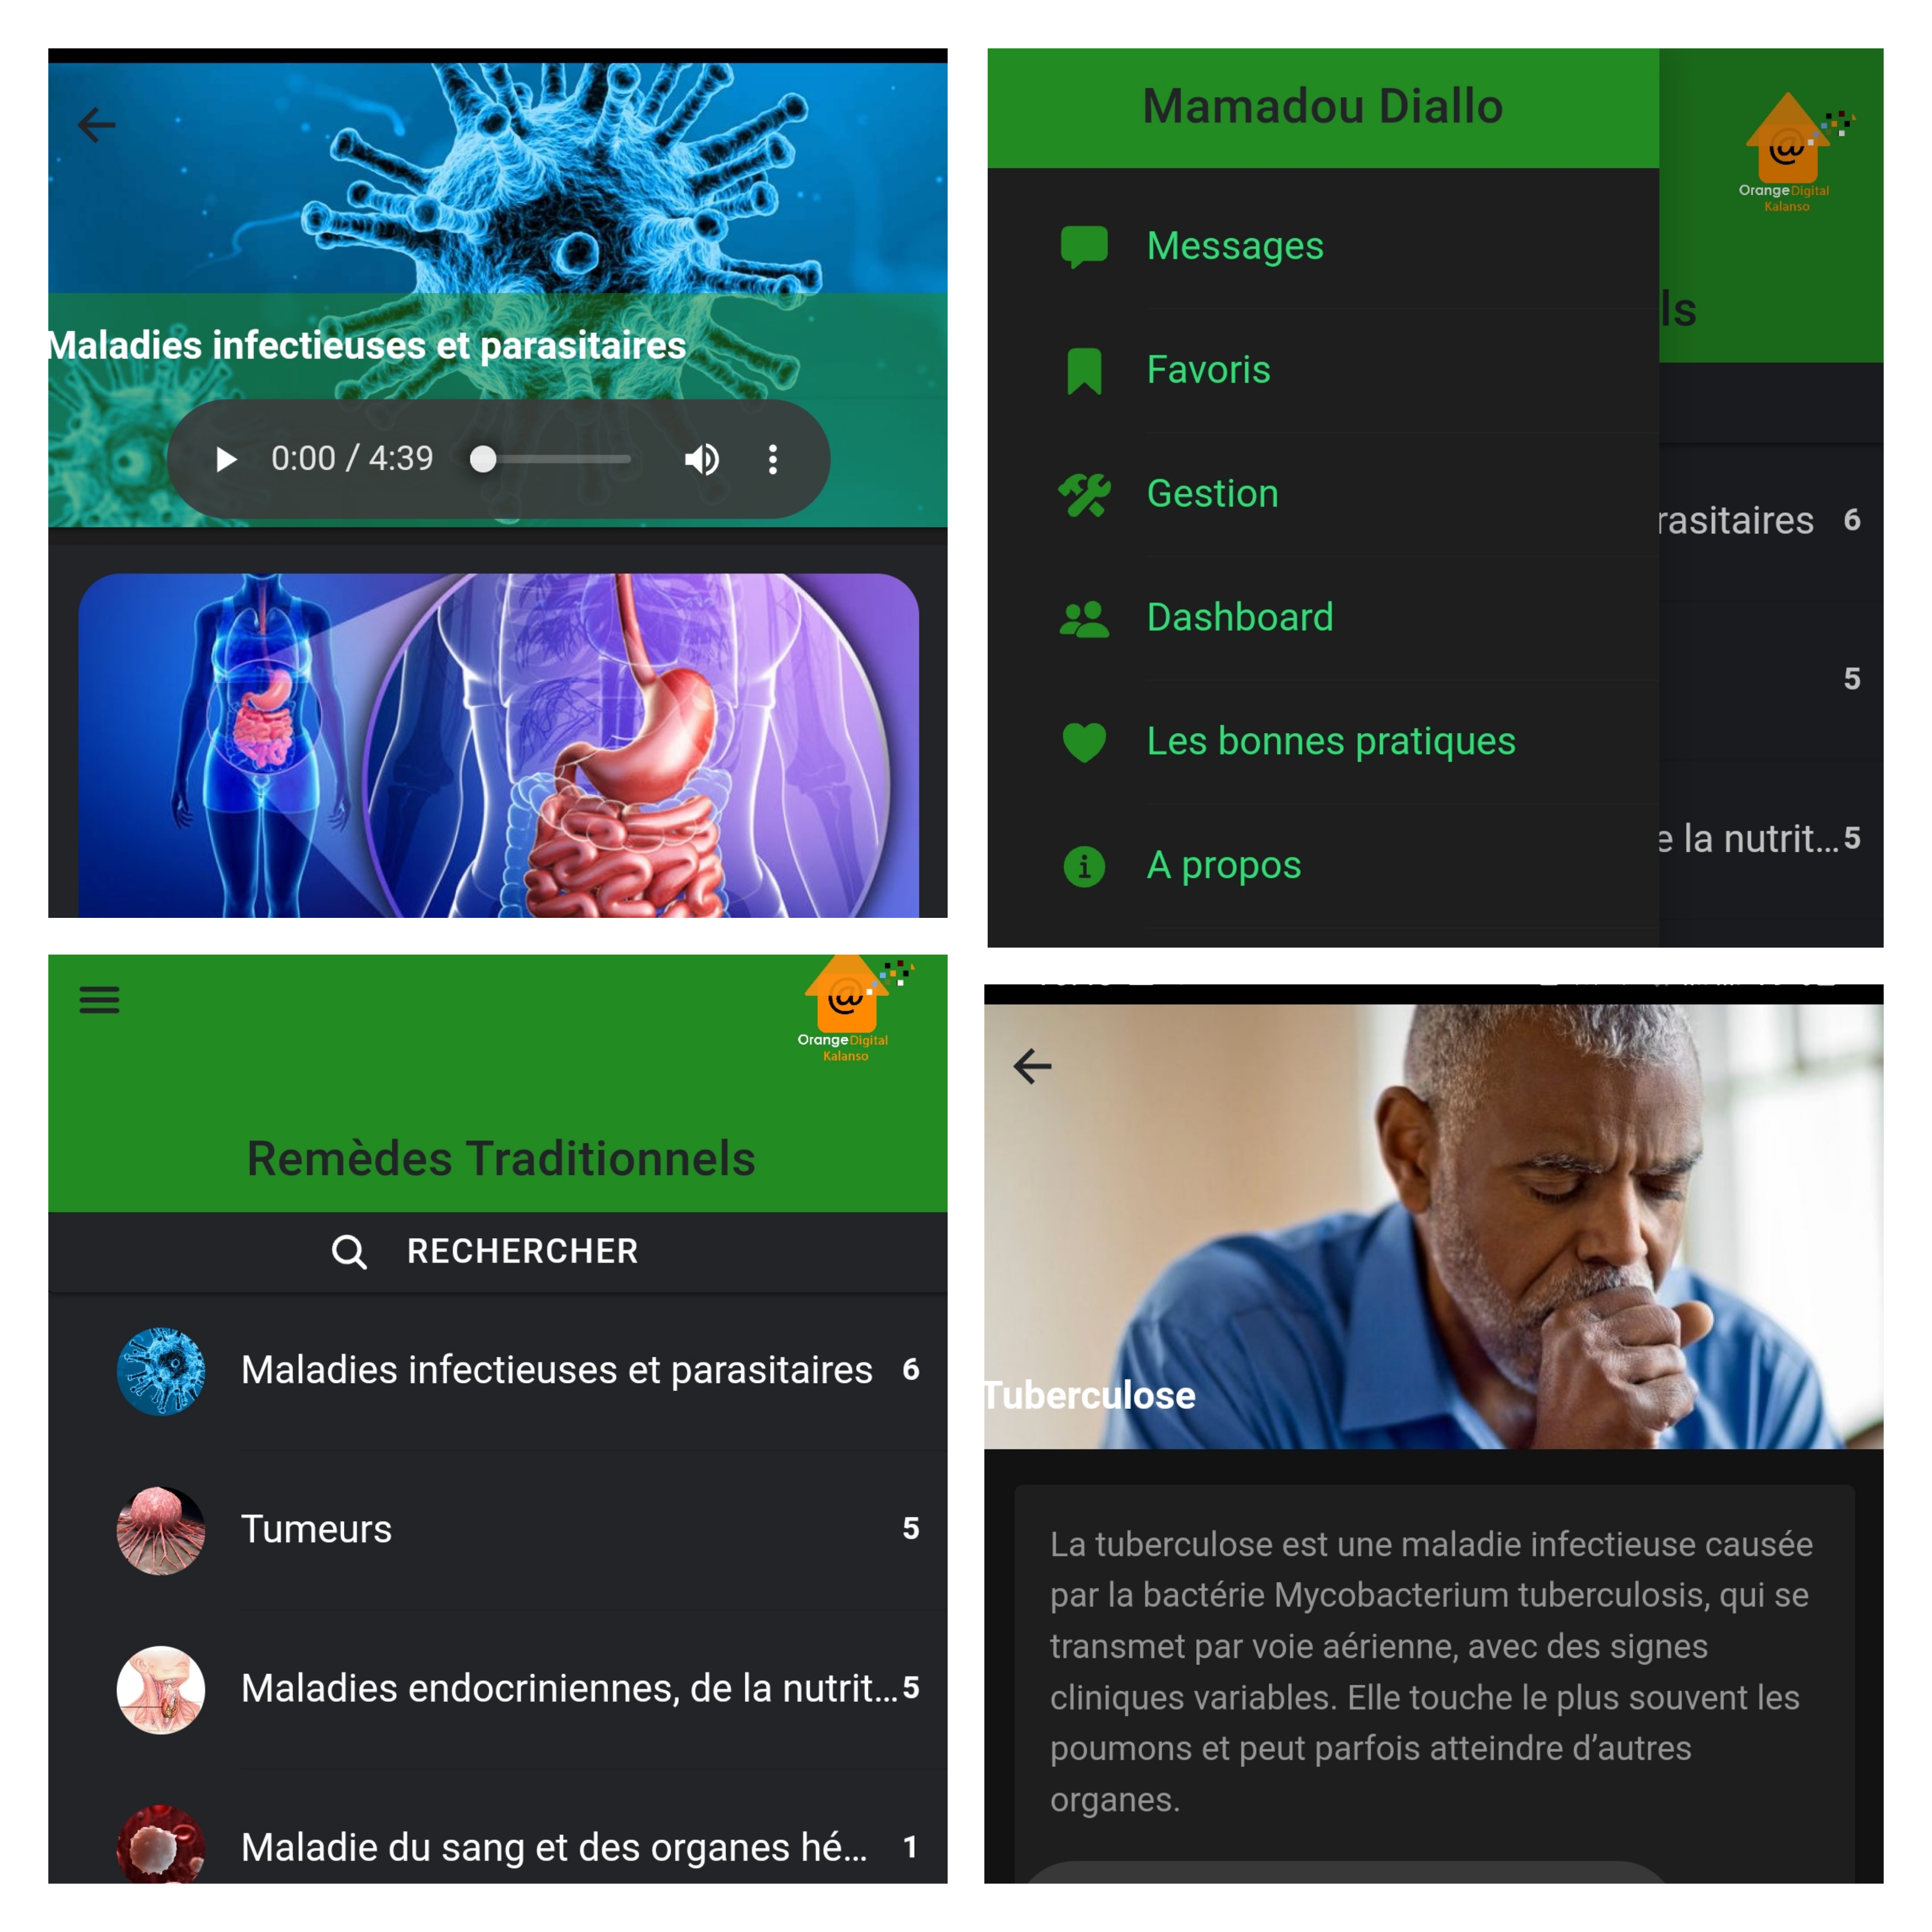 Maladies infectieuses et parasitaires
0:00 / 4:39
Mamadou Diallo
Messages
Favoris
Gestion
Dashboard
Les bonnes pratiques
A propos
@
OrangeDigital
Kalanso
ls
rasitaires 6
5
e la nutrit...5
@
OrangeDigital
Kalanso
Remèdes Traditionnels
RECHERCHER
Maladies infectieuses et parasitaires 6
Tumeurs 5
Maladies endocriniennes, de la nutrit...5
Maladie du sang et des organes hé... 1
Tuberculose
La tuberculose est une maladie infectieuse causée
par la bactérie Mycobacterium tuberculosis, qui se
transmet par voie aérienne, avec des signes
cliniques variables. Elle touche le plus souvent les
poumons et peut parfois atteindre d’autres
organes.